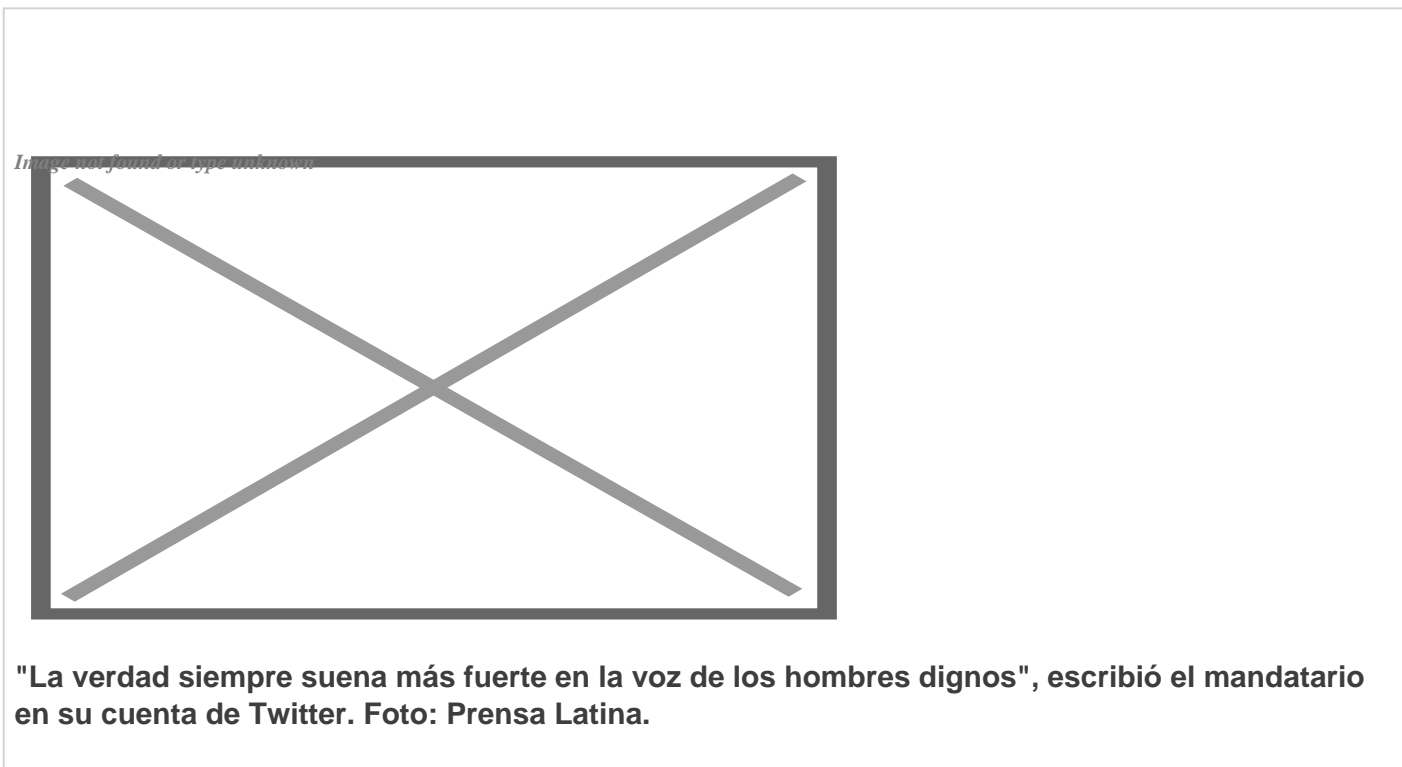 Image not found or type unknown
"La verdad siempre suena más fuerte en la voz de los hombres dignos", escribió el mandatario
en su cuenta de Twitter. Foto: Prensa Latina.